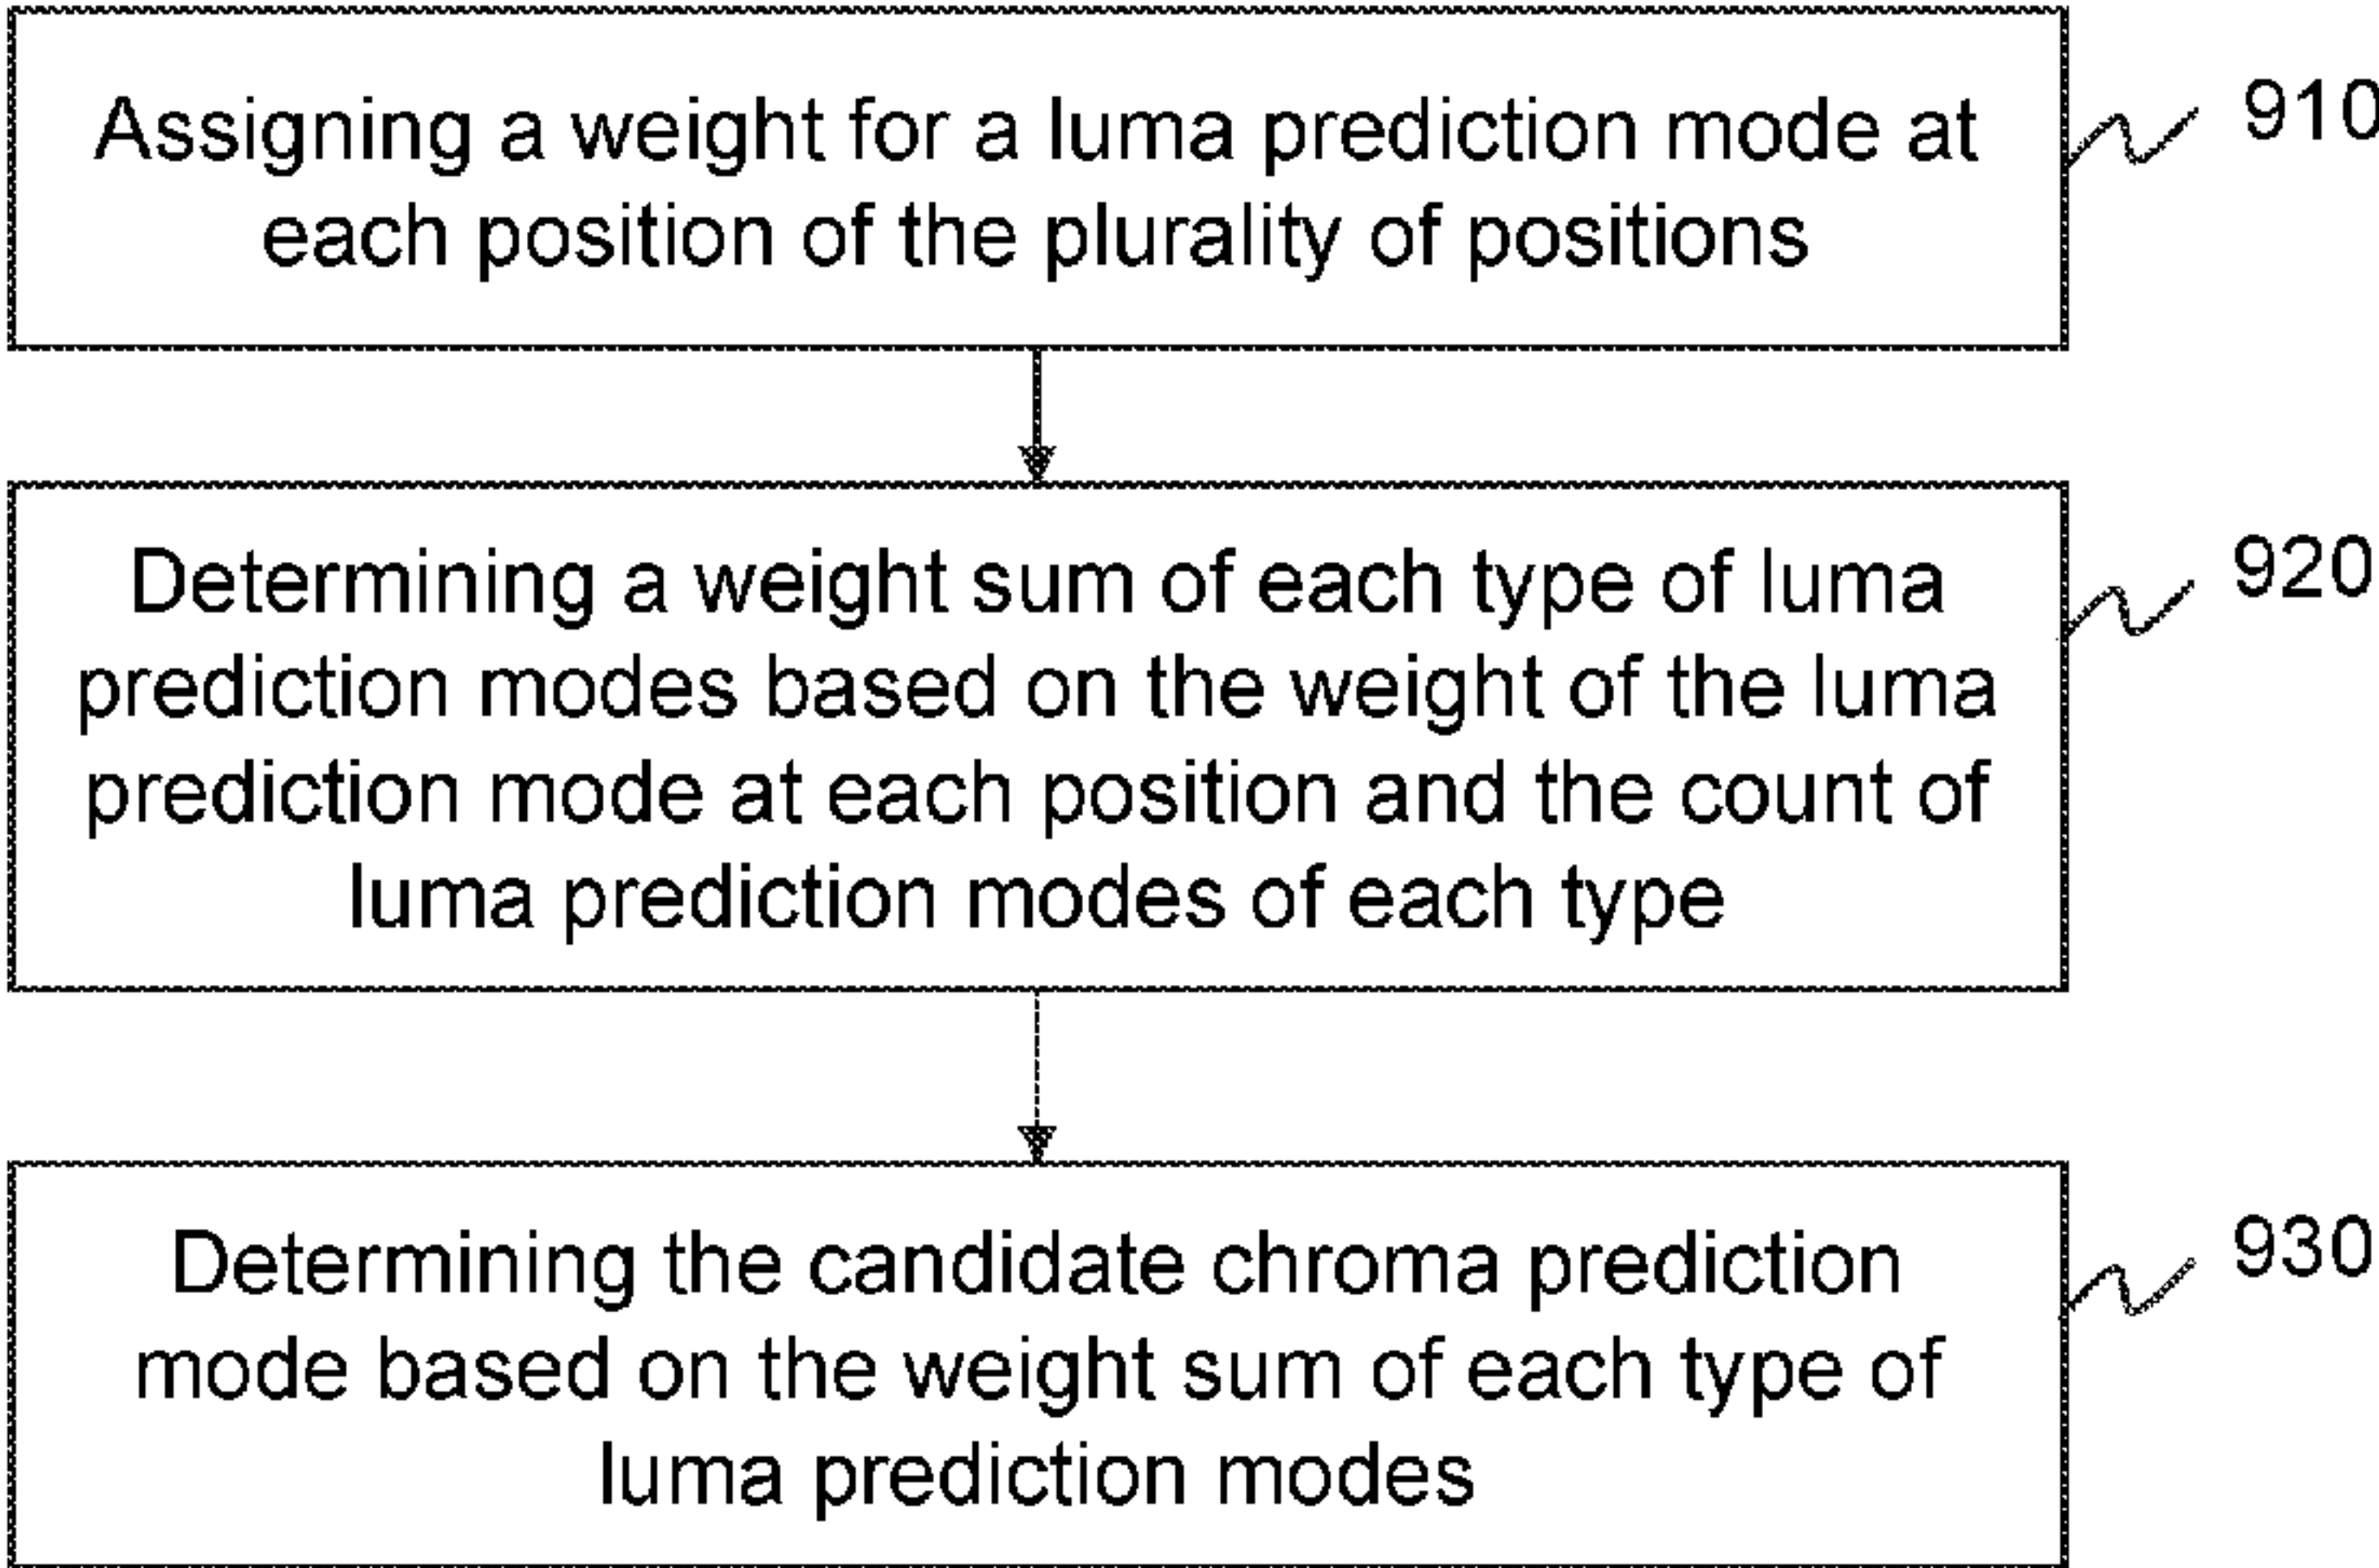 Assigning a weight for a luma prediction mode at
each position of the plurality of positions
910
Determining a weight sum of each type of luma
prediction modes based on the weight of the luma
prediction mode at each position and the count of
luma prediction modes of each type
920
Determining the candidate chroma prediction
mode based on the weight sum of each type of
luma prediction modes
930